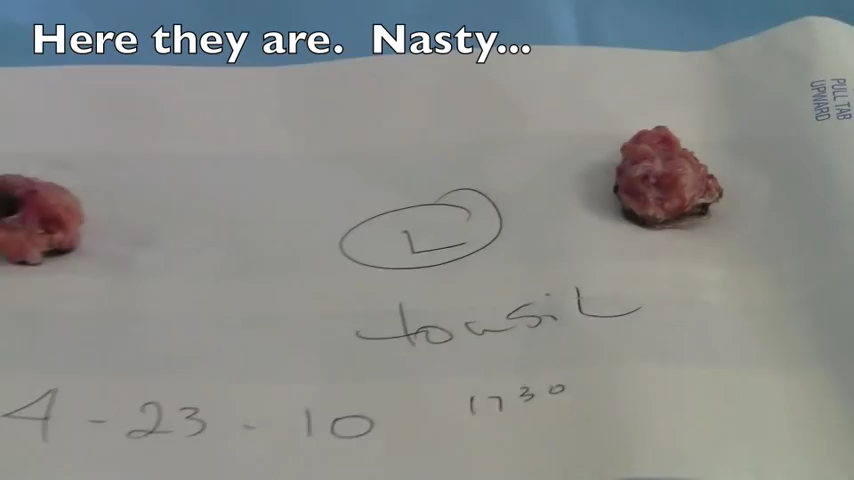 Here they are. Nasty...
PULL TAB
UPWARD
L
tonsil
4-23-10
1730